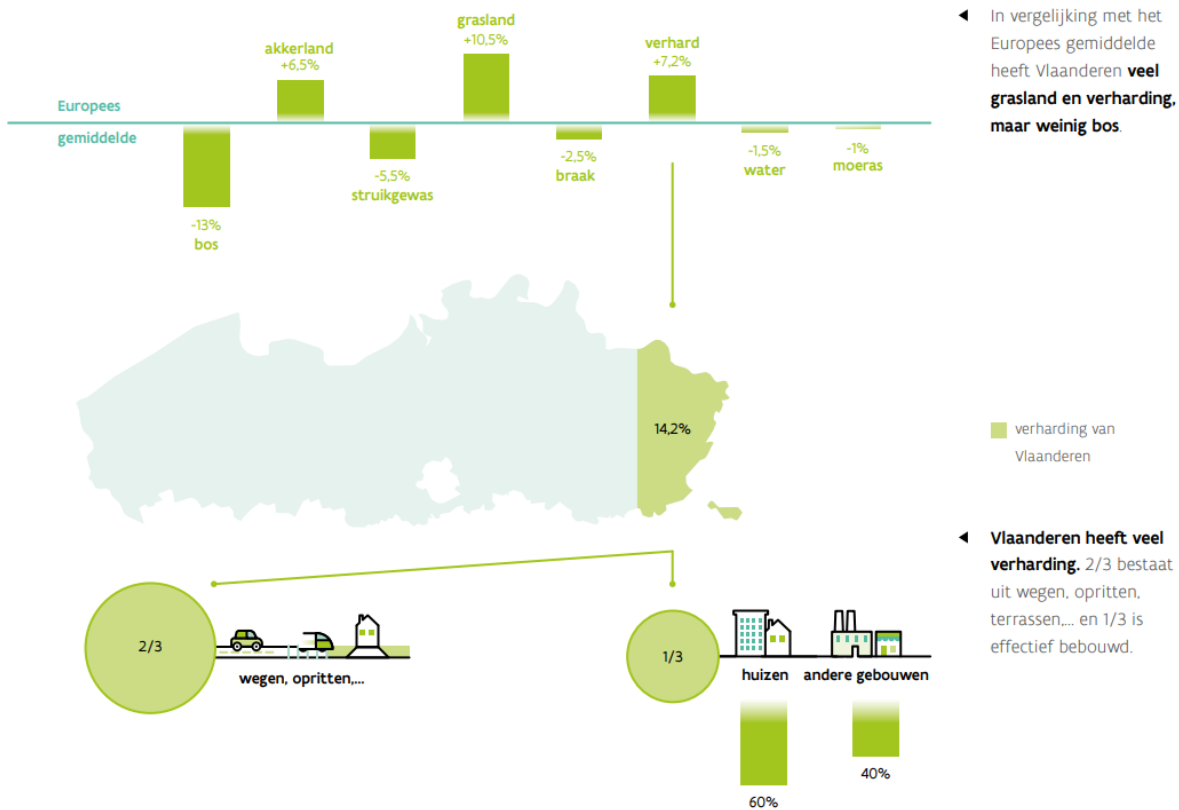 grasland
+10,5%
akkerland
+6,5%
verhard
+7,2%
Europees
gemiddelde
-13%
bos
-5,5%
struikgewas
-2,5%
braak
-1,5%
water
-1%
moeras
◄ In vergelijking met het
Europees gemiddelde
heeft Vlaanderen veel
grasland en verharding,
maar weinig bos.
14,2%
verharding van
Vlaanderen
◄ Vlaanderen heeft veel
verharding. 2/3 bestaat
uit wegen, opritten,
terrassen,... en 1/3 is
effectief bebouwd.
2/3
wegen, opritten,...
1/3
huizen
andere gebouwen
60%
40%